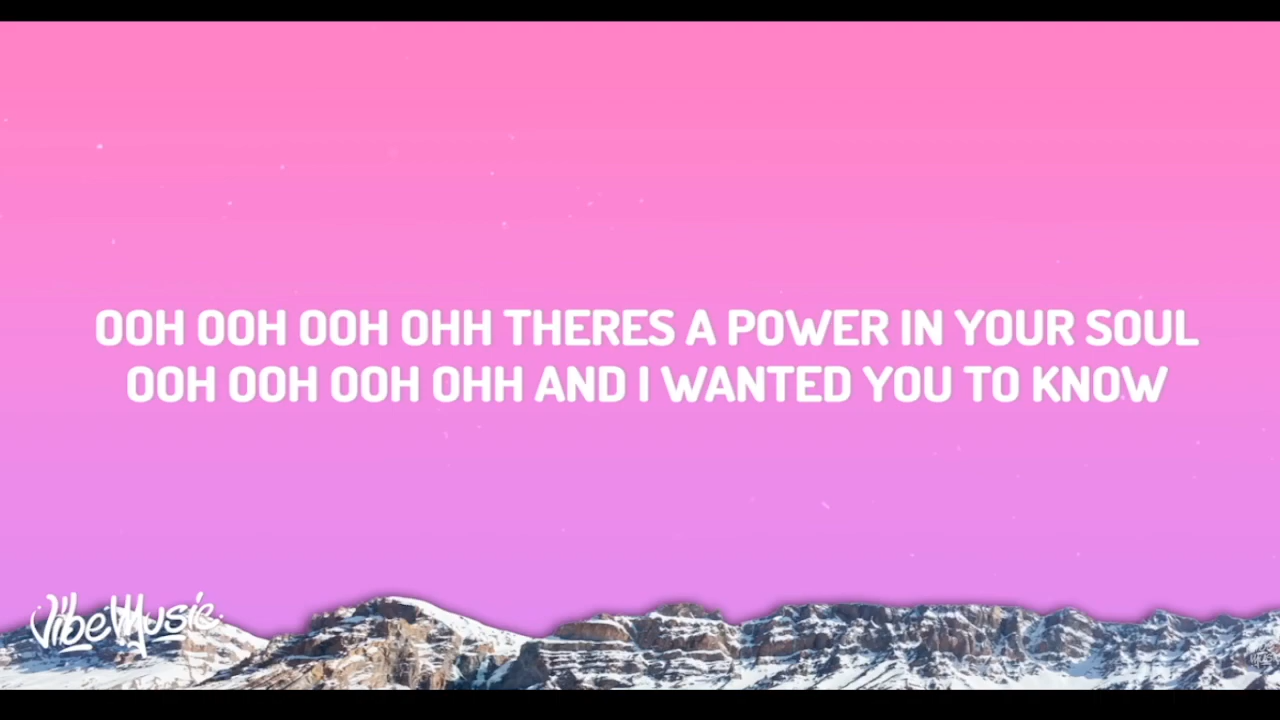 OOH OOH OOH OHH THERES A POWER IN YOUR SOUL
OOH OOH OOH OHH AND I WANTED YOU TO KNOW
VibeMusic